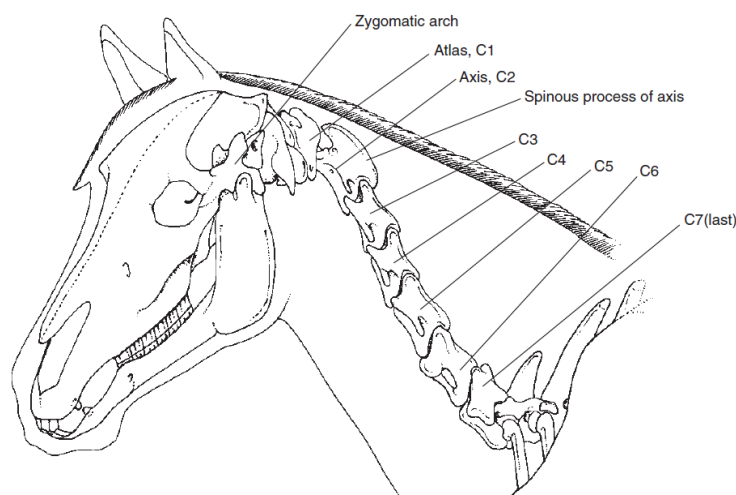 Zygomatic arch
Atlas, C1
Axis, C2
Spinous process of axis
C3
C4
C5
C6
C7(last)